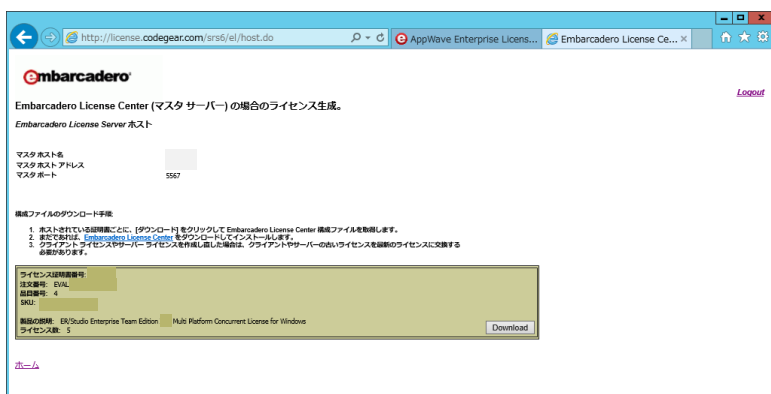 http://license.codegear.com/srs6/el/host.do
AppWave Enterprise Licens...
Embarcadero License Ce...
embarcadero
Logout
Embarcadero License Center (マスタ サーバー) の場合のライセンス生成。
Embarcadero License Server ホスト
マスタ ホスト名
マスタ ホスト アドレス
マスタ ポート 5567
構成ファイルのダウンロード手順:
1. ホストされている証明書ごとに、[ダウンロード] をクリックして Embarcadero License Center 構成ファイルを取得します。
2. まだであれば、Embarcadero License Center をダウンロードしてインストールします。
3. クライアント ライセンスやサーバー ライセンスを作成し直した場合は、クライアントやサーバーの古いライセンスを最新のライセンスに交換する
必要があります。
ライセンス証明書番号:
注文番号: EVAL
品目番号: 4
SKU:
製品の説明: ER/Studio Enterprise Team Edition Multi Platform Concurrent License for Windows
ライセンス数: 5
Download
ホーム